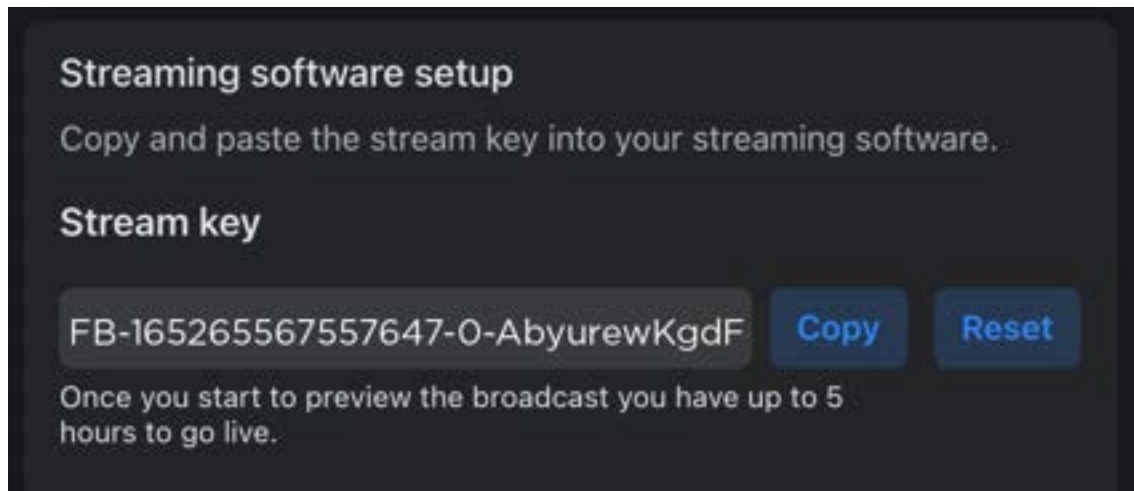 Streaming software setup
Copy and paste the stream key into your streaming software.
Stream key
FB-165265567557647-0-AbyurewKgdF
Copy
Reset
Once you start to preview the broadcast you have up to 5
hours to go live.